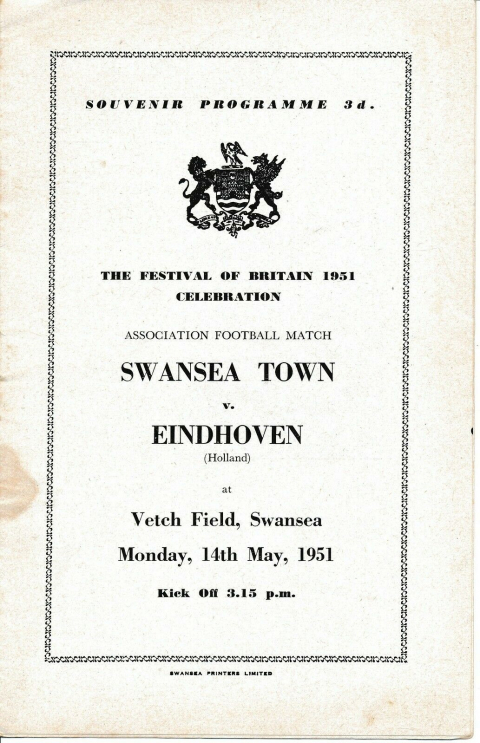 SOUVENIR PROGRAMME 3d.
THE FESTIVAL OF BRITAIN 1951
CELEBRATION
ASSOCIATION FOOTBALL MATCH
SWANSEA TOWN
v.
EINDHOVEN
(Holland)
at
Vetch Field, Swansea
Monday, 14th May, 1951
Kick Off 3.15 p.m.
SWANSEA PRINTERS LIMITED